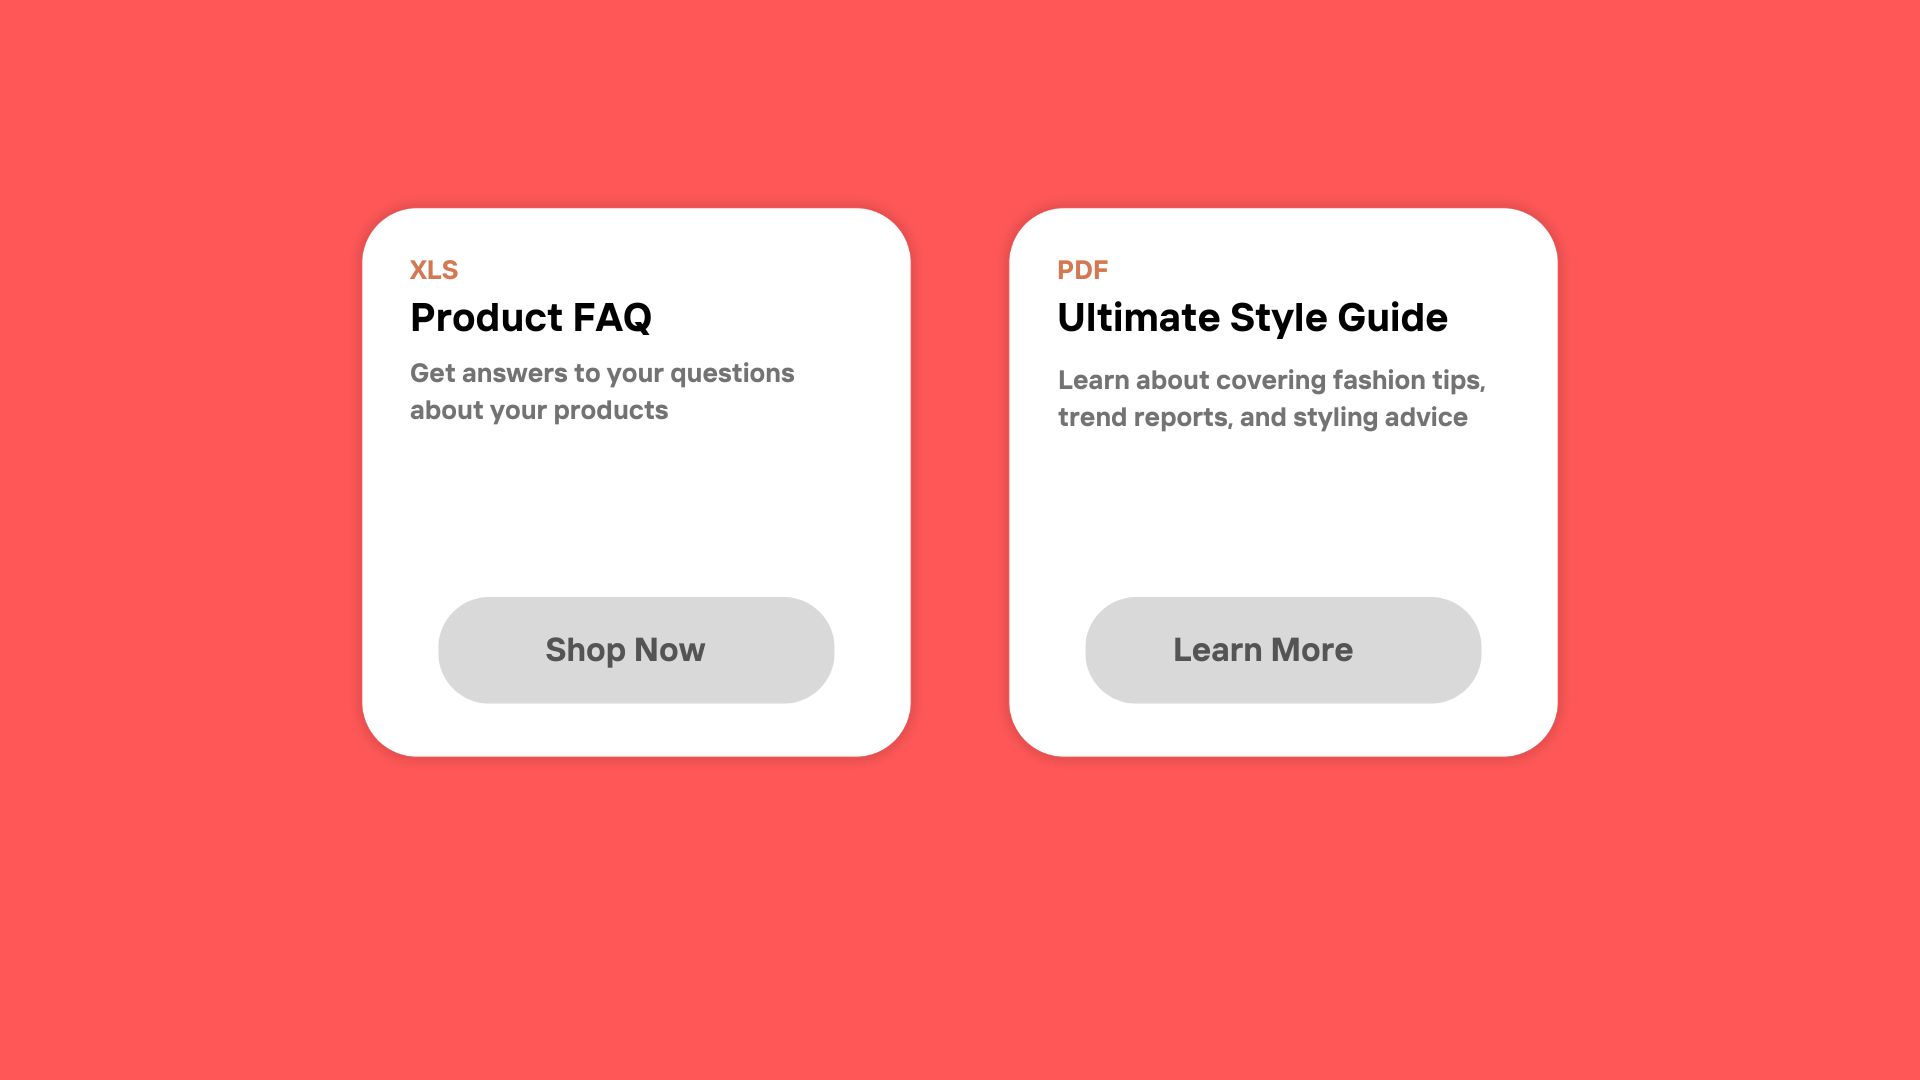 XLS
Product FAQ
Get answers to your questions
about your products
Shop Now
PDF
Ultimate Style Guide
Learn about covering fashion tips,
trend reports, and styling advice
Learn More